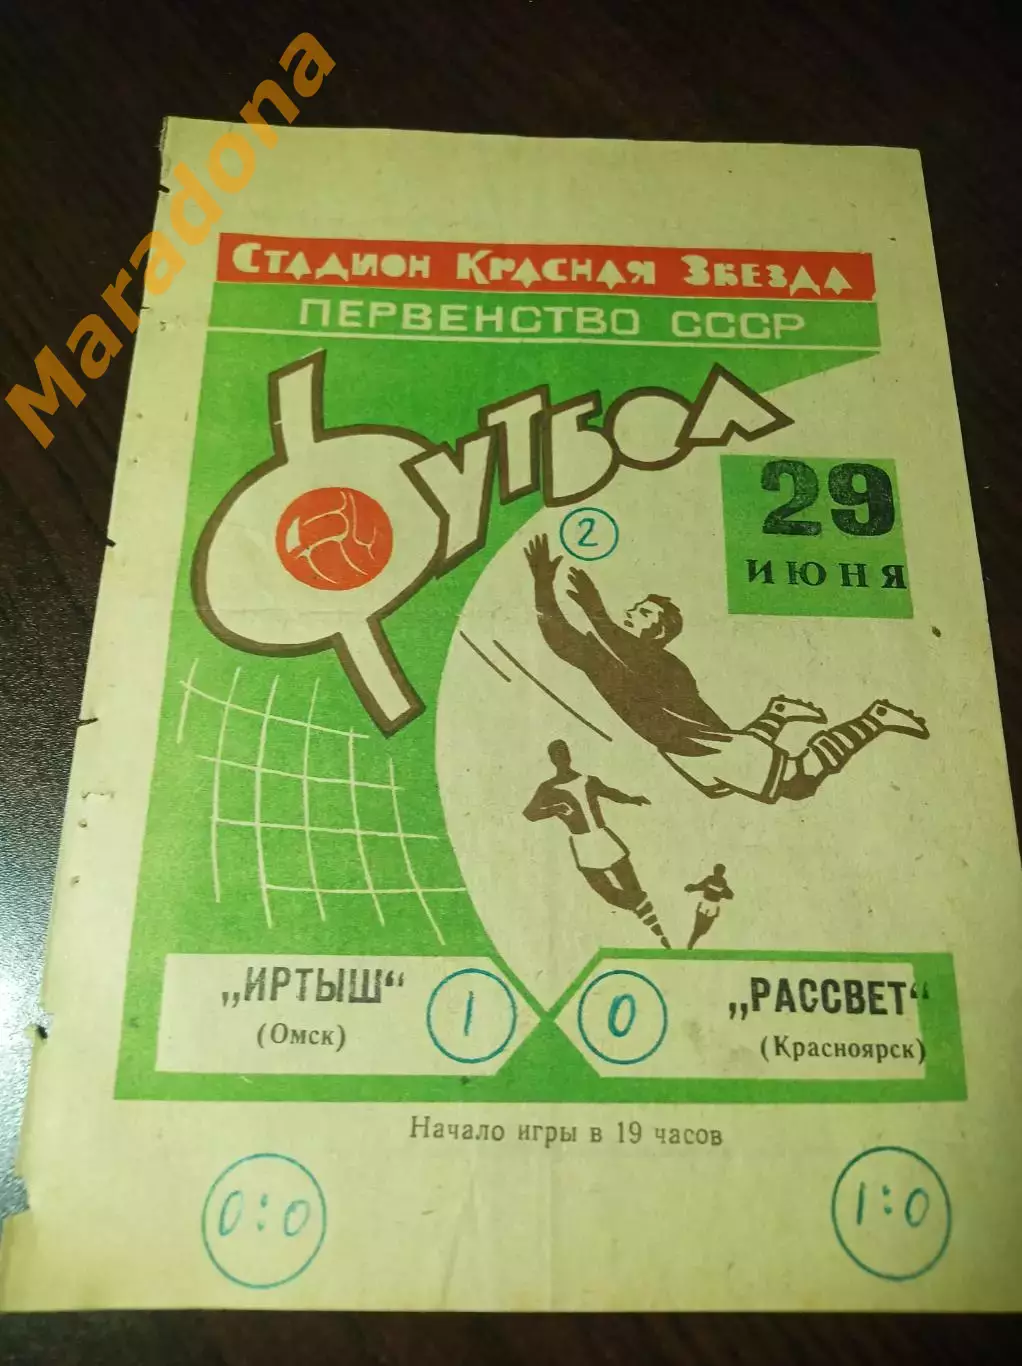 Maradona
СТАДИОН КРАСНАЯ ЗВЕЗДА
ПЕРВЕНСТВО СССР
ФУТБОЛ
29
ИЮНЯ
2
„ИРТЫШ“ 1 0 „РАССВЕТ“
(Омск) (Красноярск)
Начало игры в 19 часов
0:0 1:0